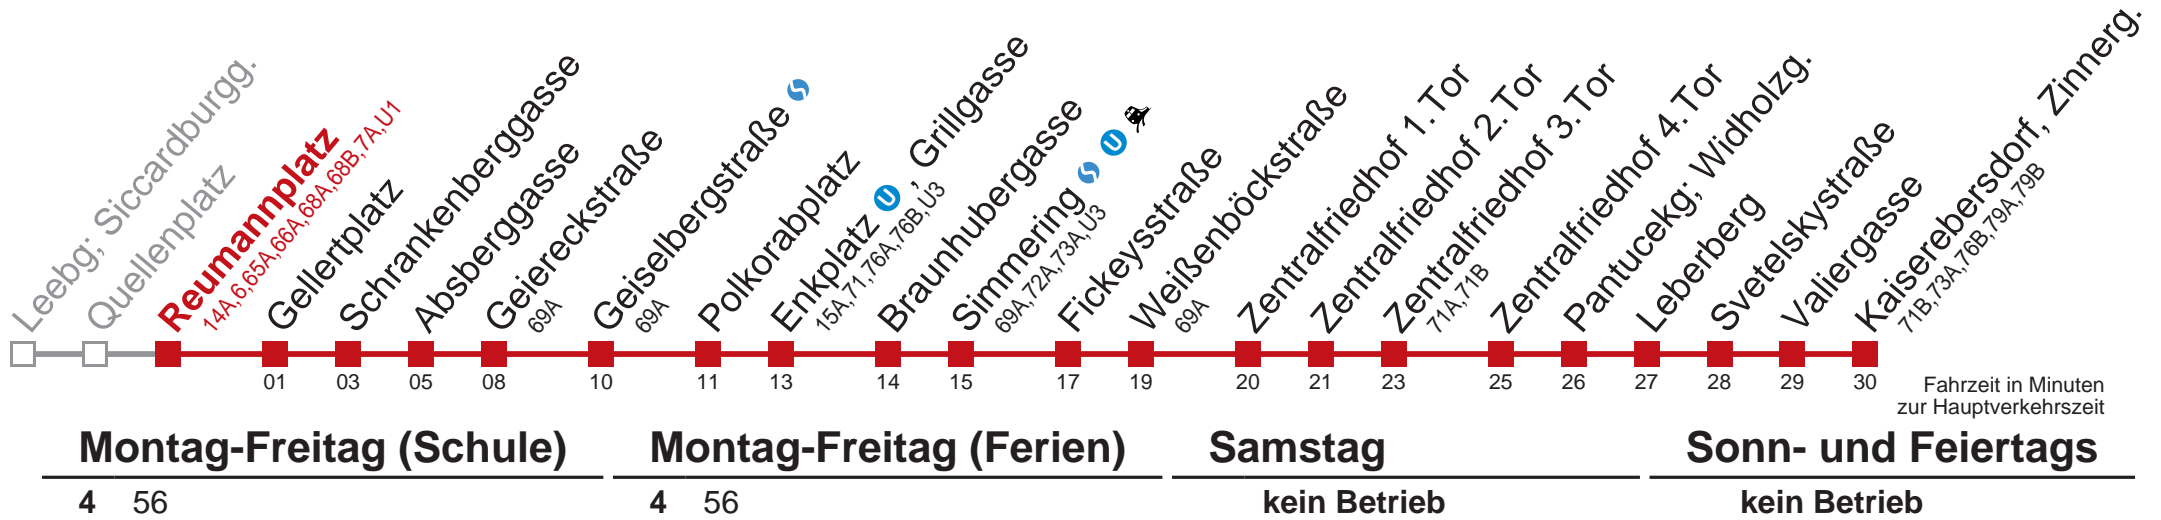 Leebg; Siccardburgg.
Quellenplatz
Reumannplatz
14A,6,65A,66A,68A,68B,7A,U1
Gellertplatz
Schrankenberggasse
Absberggasse
Geiereckstraße
69A
Geiselbergstraße
69A
Polkorabplatz
Enkplatz U , Grillgasse
15A,71,76A,76B,U3
Braunhubergasse
Simmering U
69A,72A,73A,U3
Fickeysstraße
Weißenböckstraße
69A
Zentralfriedhof 1.Tor
Zentralfriedhof 2.Tor
Zentralfriedhof 3.Tor
71A,71B
Zentralfriedhof 4.Tor
Pantucekg; Widholzg.
Leberberg
Svetelskystraße
Valiergasse
Kaiserebersdorf, Zinnerg.
71B,73A,76B,79A,79B
01 03 05 08 10 11 13 14 15 17 19 20 21 23 25 26 27 28 29 30
Fahrzeit in Minuten
zur Hauptverkehrszeit
Montag-Freitag (Schule) Montag-Freitag (Ferien) Samstag Sonn- und Feiertags
4 56 4 56 kein Betrieb kein Betrieb